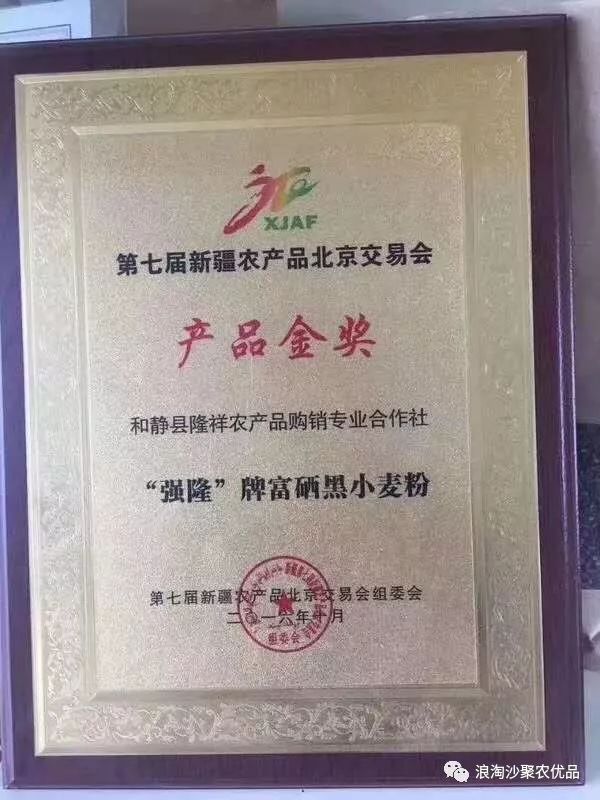 XJAF
第七届新疆农产品北京交易会
产品金奖
和静县隆祥农产品购销专业合作社
“强隆”牌富硒黑小麦粉
第七届新疆农产品北京交易会组委会
二〇一六年十月
组委会
浪淘沙聚农优品